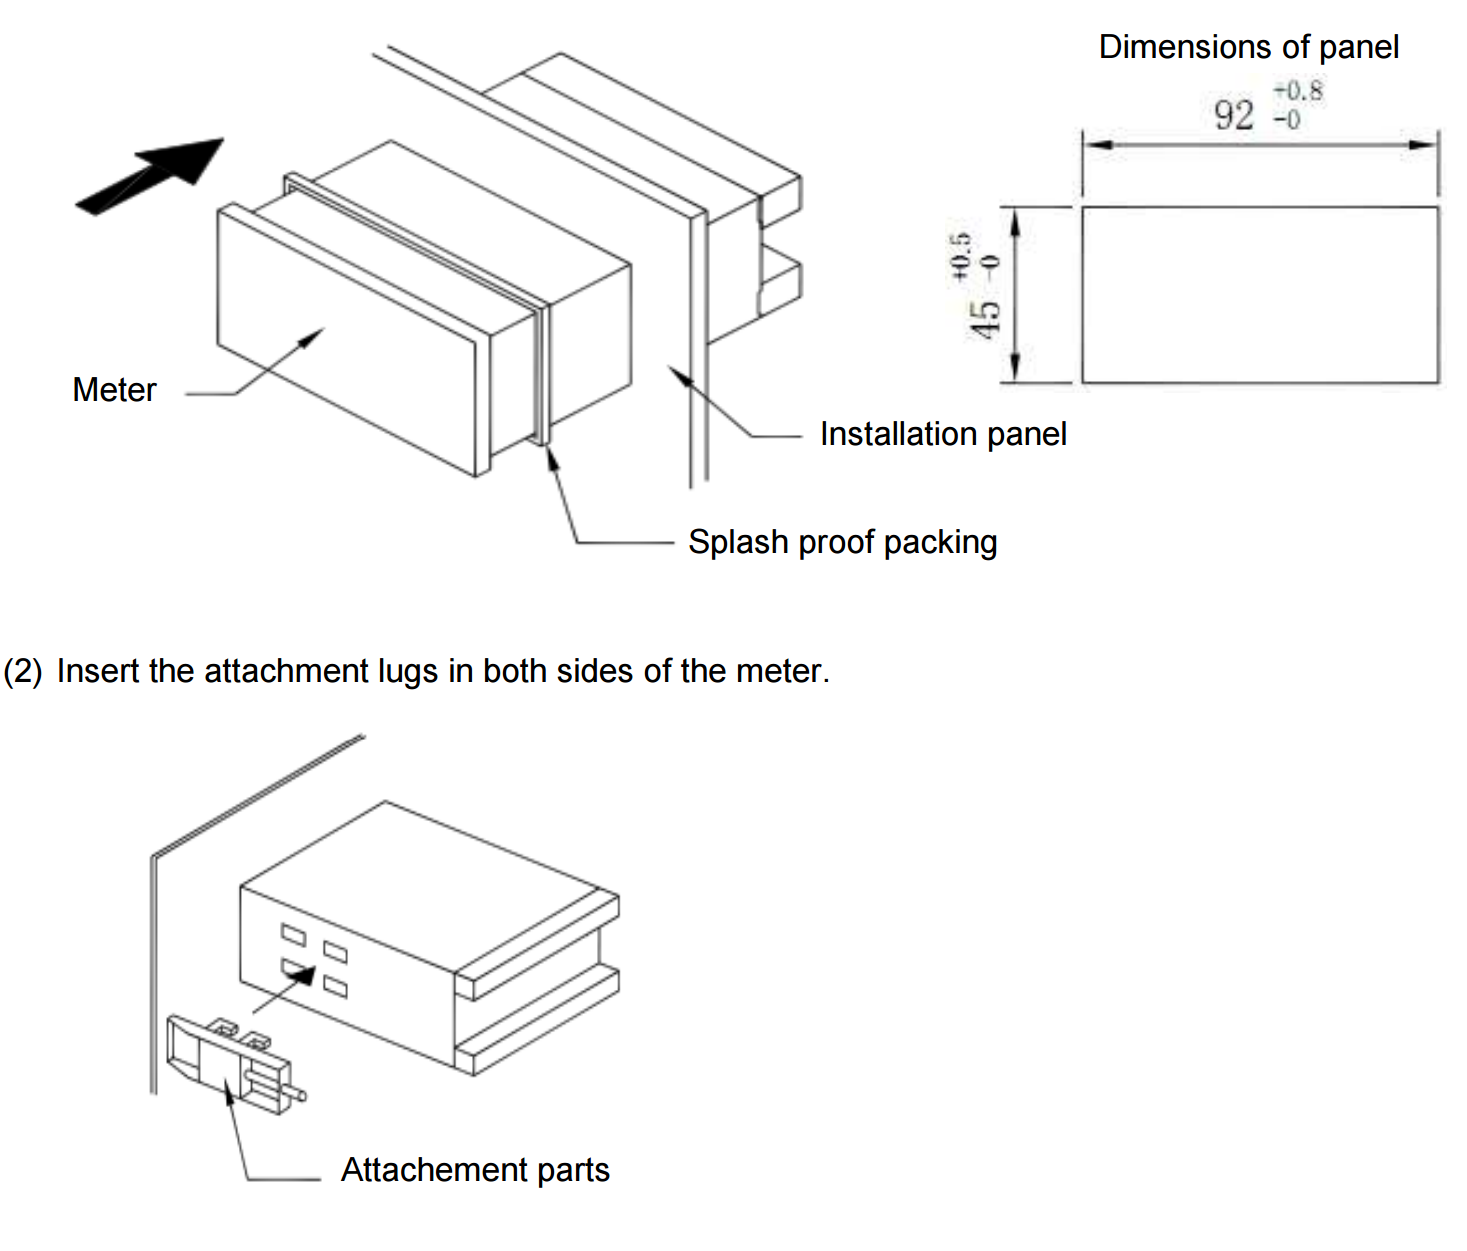 Dimensions of panel
92 +0.8 -0
45 +0.5 -0
Meter
Installation panel
Splash proof packing
(2) Insert the attachment lugs in both sides of the meter.
Attachement parts